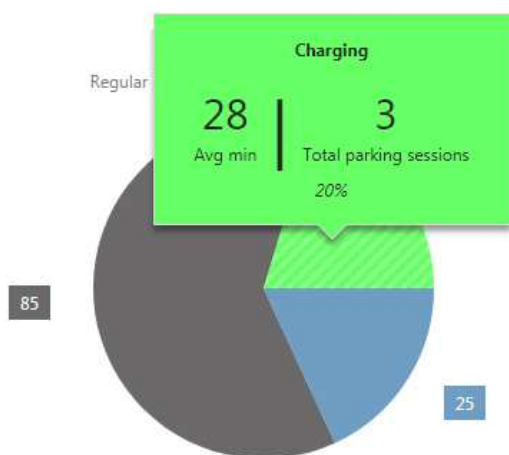 Charging
Regular
28
3
Avg min
Total parking sessions
20%
85
25